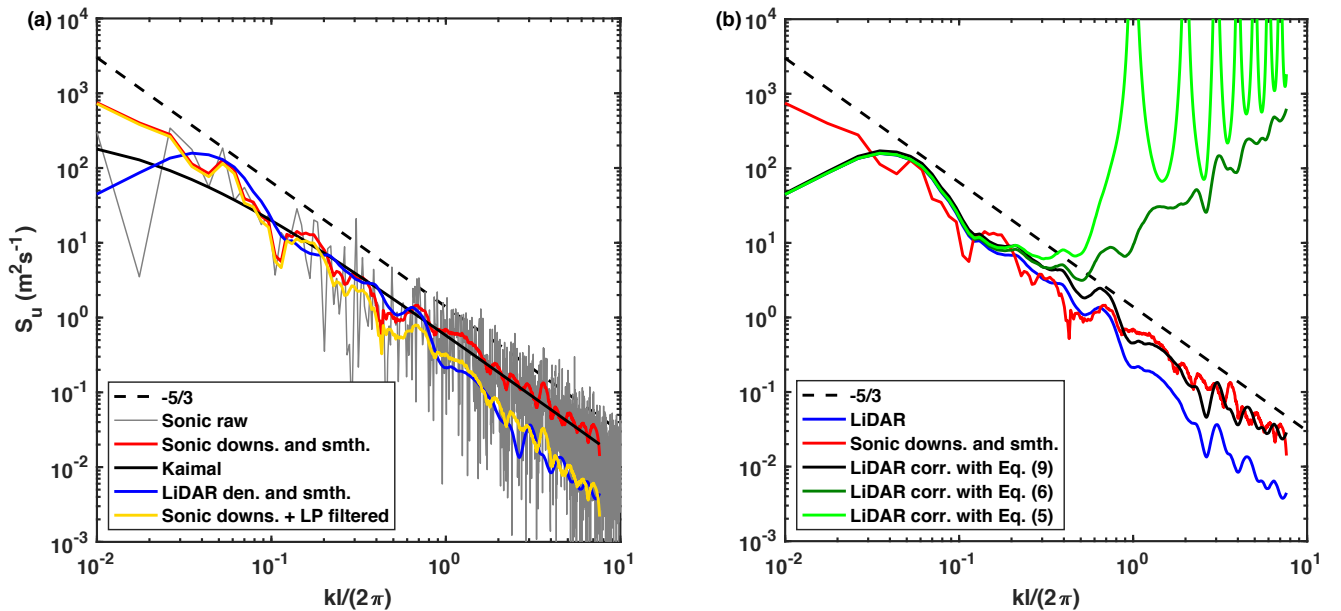 (a)
10^4
10^3
10^2
10^1
10^0
10^-1
10^-2
10^-3
S_u (m^2s^-1)
-5/3
Sonic raw
Sonic downs. and smth.
Kaimal
LiDAR den. and smth.
Sonic downs. + LP filtered
10^-2
10^-1
10^0
10^1
kl/(2π)
(b)
10^4
10^3
10^2
10^1
10^0
10^-1
10^-2
10^-3
-5/3
LiDAR
Sonic downs. and smth.
LiDAR corr. with Eq. (9)
LiDAR corr. with Eq. (6)
LiDAR corr. with Eq. (5)
10^-2
10^-1
10^0
10^1
kl/(2π)